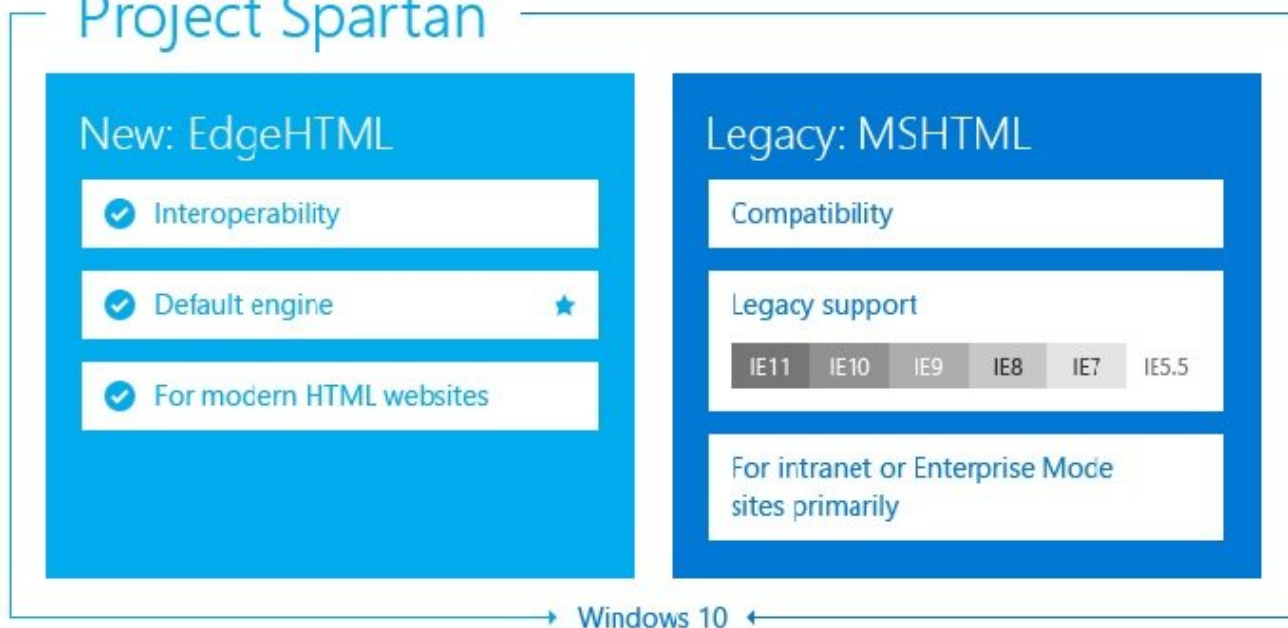 Project Spartan
New: EdgeHTML
Interoperability
Default engine
For modern HTML websites
Legacy: MSHTML
Compatibility
Legacy support
IE11 IE10 IE9 IE8 IE7 IE5.5
For intranet or Enterprise Mode
sites primarily
Windows 10